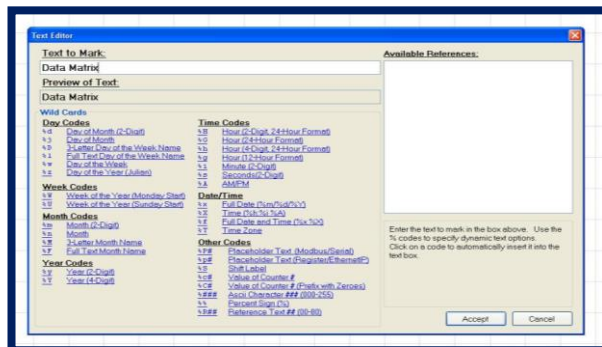 Text Editor
Text to Mark:
Data Matrix
Preview of Text:
Data Matrix
Wild Cards
Day Codes
%d Day of Month (2-Digit)
%j Day of Month
%D 3-Letter Day of the Week Name
%l Full Text Day of the Week Name
%w Day of the Week
%z Day of the Year (Julian)
Week Codes
%W Week of the Year (Monday Start)
%U Week of the Year (Sunday Start)
Month Codes
%m Month (2-Digit)
%n Month
%M 3-Letter Month Name
%F Full Text Month Name
Year Codes
%y Year (2-Digit)
%Y Year (4-Digit)
Time Codes
%H Hour (2-Digit, 24-Hour Format)
%G Hour (24-Hour Format)
%h Hour (4-Digit, 24-Hour Format)
%g Hour (12-Hour Format)
%i Minute (2-Digit)
%s Seconds(2-Digit)
%A AM/PM
Date/Time
%x Full Date (%m/%d/%Y)
%X Time (%h:%i %A)
Full Date and Time (%x %X)
%T Time Zone
Other Codes
%P# Placeholder Text (Modbus/Serial)
%p# Placeholder Text (Register/EthernetIP)
%S Shift Label
%c# Value of Counter #
%C# Value of Counter # (Prefix with Zeroes)
%### Ascii Character ### (000-255)
%% Percent Sign (%)
%R## Reference Text ## (00-80)
Available References:
Enter the text to mark in the box above. Use the
% codes to specify dynamic text options.
Click on a code to automatically insert it into the
text box.
Accept
Cancel